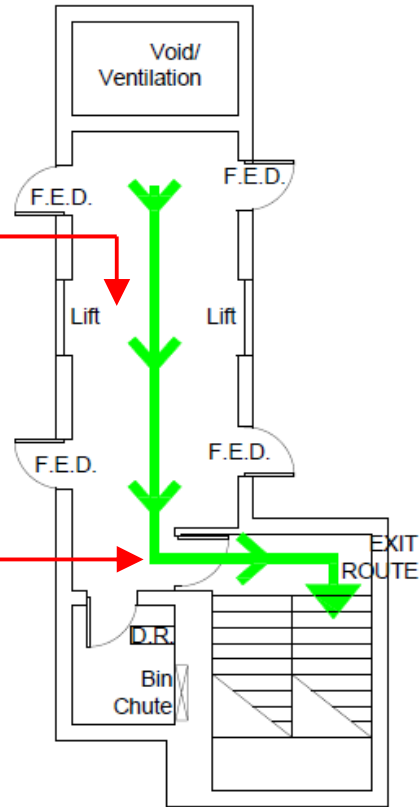 Void/
Ventilation
F.E.D.
F.E.D.
Lift
Lift
F.E.D.
F.E.D.
EXIT
ROUTE
D.R.
Bin
Chute